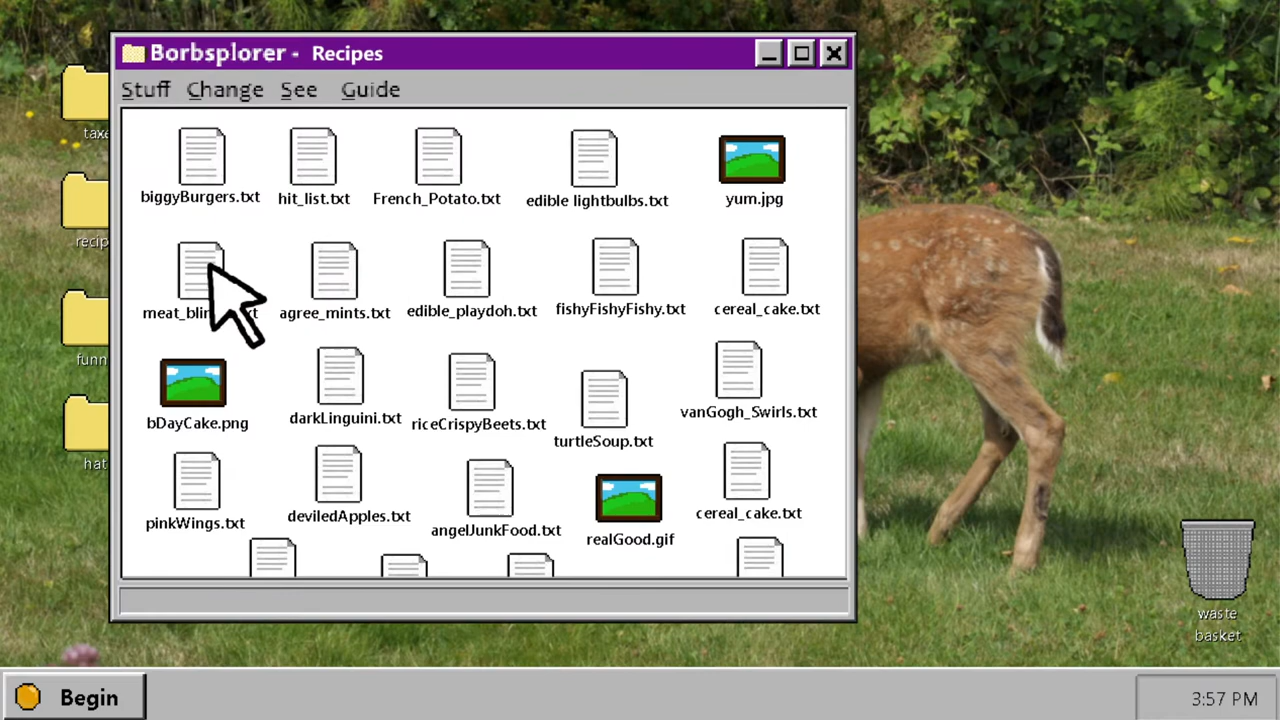 Borbsplorer - Recipes
Stuff Change See Guide
biggyBurgers.txt hit_list.txt French_Potato.txt edible lightbulbs.txt yum.jpg
agree_mints.txt edible_playdoh.txt fishyFishyFishy.txt cereal_cake.txt
bDayCake.png darkLinguini.txt riceCrispyBeets.txt turtleSoup.txt vanGogh_Swirls.txt
pinkWings.txt deviledApples.txt angelJunkFood.txt realGood.gif cereal_cake.txt
waste
basket
Begin 3:57 PM